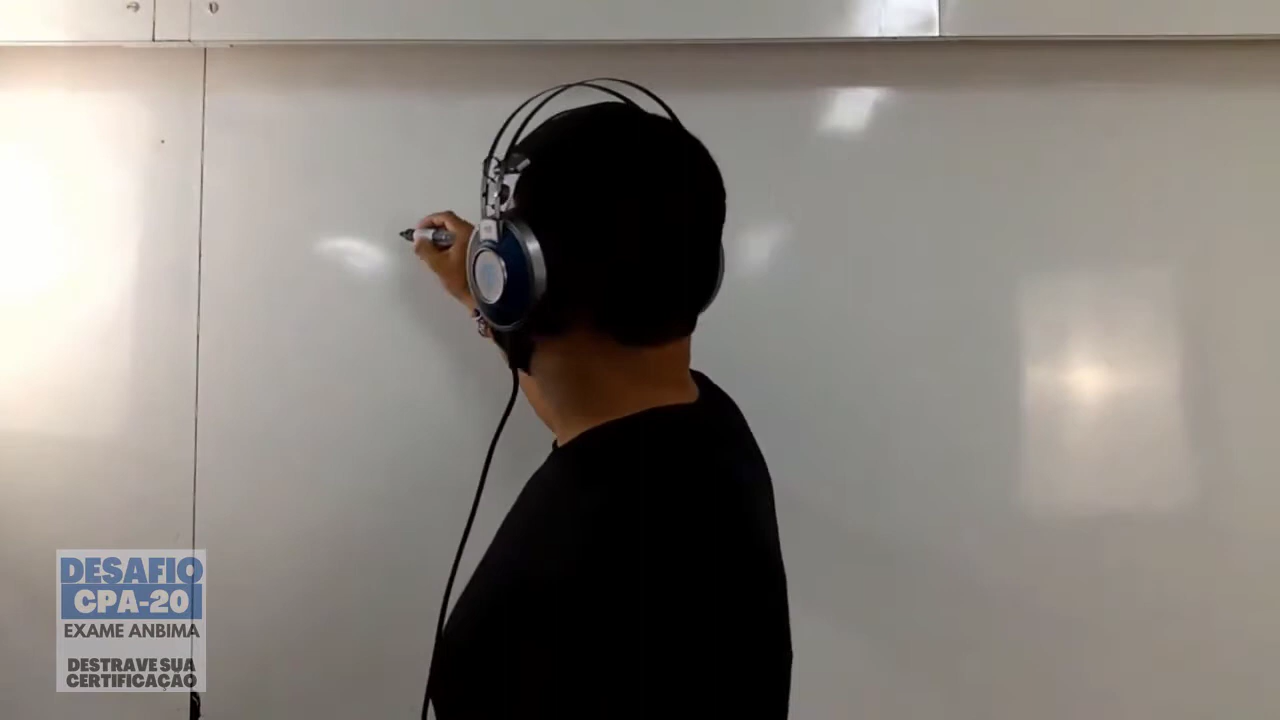 DESAFIO
CPA-20
EXAME ANBIMA
DESTRAVE SUA
CERTIFICAÇÃO